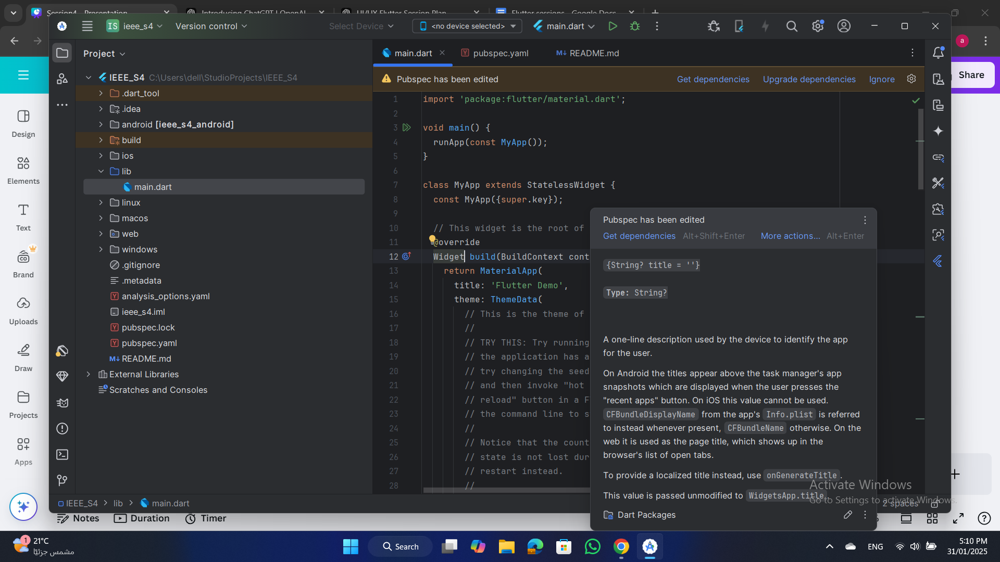 Session4 - Presentation
Introducing ChatGPT | OpenAI
UI/UX Flutter Session Plan
Flutter sessions - Google Docs
IS ieee_s4
Version control
Select Device
<no device selected>
main.dart
a
Share
Design
Elements
Text
Brand
Uploads
Draw
Projects
Apps
Project
IEEE_S4 C:\Users\dell\StudioProjects\IEEE_S4
.dart_tool
.idea
android [ieee_s4_android]
build
ios
lib
main.dart
linux
macos
web
windows
.gitignore
.metadata
analysis_options.yaml
ieee_s4.iml
pubspec.lock
pubspec.yaml
README.md
External Libraries
Scratches and Consoles
main.dart
pubspec.yaml
README.md
Pubspec has been edited
Get dependencies
Upgrade dependencies
Ignore
1 import 'package:flutter/material.dart';
2
3 void main() {
4 runApp(const MyApp());
5 }
6
7 class MyApp extends StatelessWidget {
8 const MyApp({super.key});
9
10 // This widget is the root of
11 @override
12 Widget build(BuildContext cont
13 return MaterialApp(
14 title: 'Flutter Demo',
15 theme: ThemeData(
16 // This is the theme of
17 //
18 // TRY THIS: Try running
19 // the application has a
20 // try changing the seed
21 // and then invoke "hot
22 // reload" button in a F
23 // the command line to s
24 //
25 // Notice that the count
26 // state is not lost dur
27 // restart instead.
28 //
Pubspec has been edited
Get dependencies Alt+Shift+Enter More actions... Alt+Enter
{String? title = ''}
Type: String?
A one-line description used by the device to identify the app
for the user.
On Android the titles appear above the task manager's app
snapshots which are displayed when the user presses the
"recent apps" button. On iOS this value cannot be used.
CFBundleDisplayName from the app's Info.plist is referred
to instead whenever present, CFBundleName otherwise. On the
web it is used as the page title, which shows up in the
browser's list of open tabs.
To provide a localized title instead, use onGenerateTitle.
This value is passed unmodified to WidgetsApp.title.
Dart Packages
Activate Windows
Go to Settings to activate Windows.
2 spaces
IEEE_S4 > lib > main.dart
Notes
Duration
Timer
1
21°C
مشمس جزئيًا
Search
ENG
5:10 PM
31/01/2025